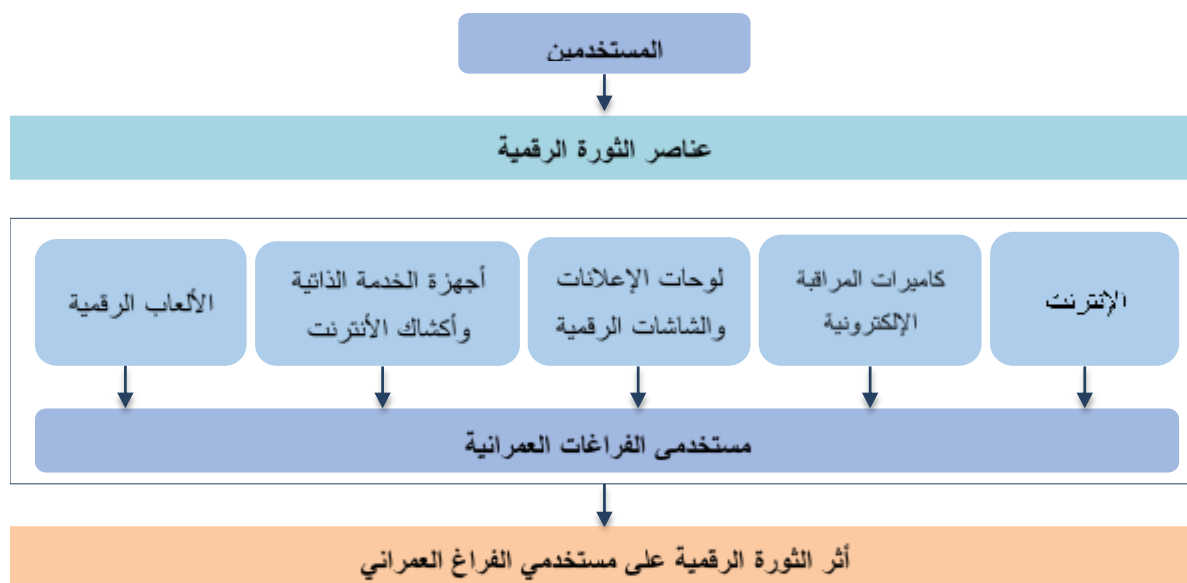 المستخدمين
عناصر الثورة الرقمية
الإنترنت
كاميرات المراقبة
الإلكترونية
لوحات الإعلانات
والشاشات الرقمية
أجهزة الخدمة الذاتية
وأكشاك الأنترنت
الألعاب الرقمية
مستخدمى الفراغات العمرانية
أثر الثورة الرقمية على مستخدمي الفراغ العمراني